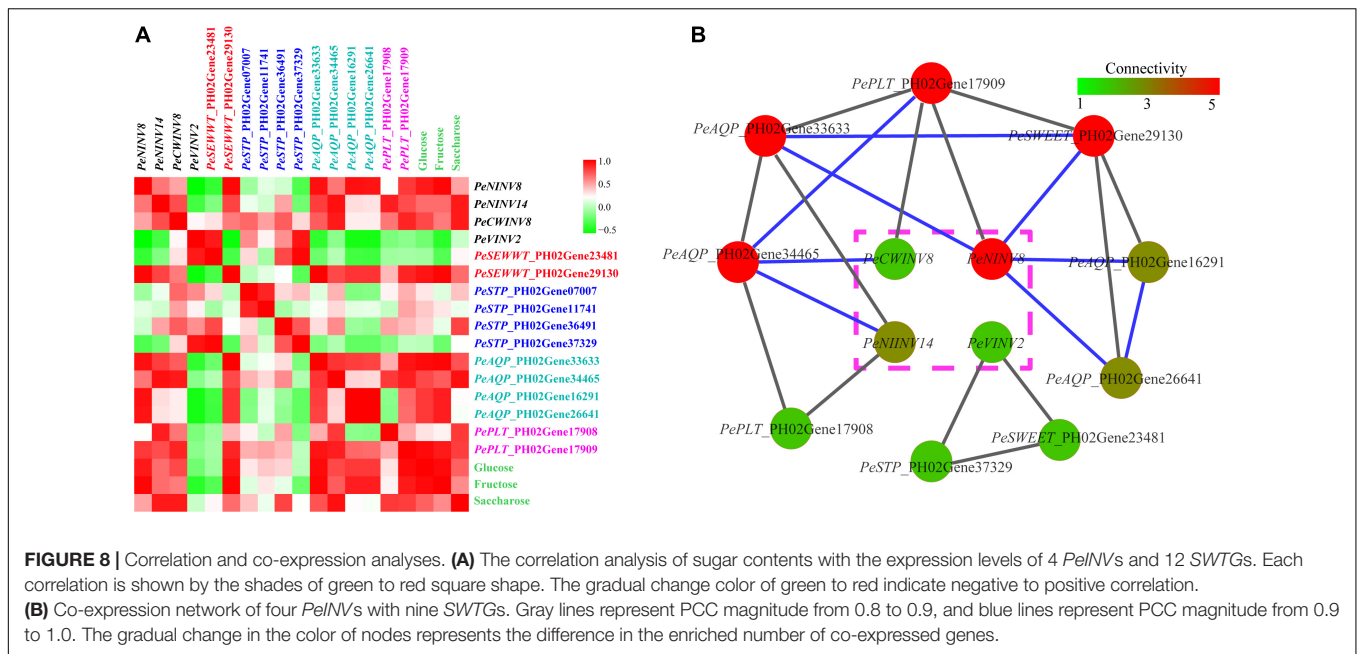 A
PeNINV8
PeNINV14
PeCWINV8
PeVINV2
PeSEWWT_PH02Gene23481
PeSEWWT_PH02Gene29130
PeSTP_PH02Gene07007
PeSTP_PH02Gene11741
PeSTP_PH02Gene36491
PeSTP_PH02Gene37329
PeAQP_PH02Gene33633
PeAQP_PH02Gene34465
PeAQP_PH02Gene16291
PeAQP_PH02Gene26641
PePLT_PH02Gene17908
PePLT_PH02Gene17909
Glucose
Fructose
Saccharose
1.0
0.5
0.0
−0.5
PeNINV8
PeNINV14
PeCWINV8
PeVINV2
PeSEWWT_PH02Gene23481
PeSEWWT_PH02Gene29130
PeSTP_PH02Gene07007
PeSTP_PH02Gene11741
PeSTP_PH02Gene36491
PeSTP_PH02Gene37329
PeAQP_PH02Gene33633
PeAQP_PH02Gene34465
PeAQP_PH02Gene16291
PeAQP_PH02Gene26641
PePLT_PH02Gene17908
PePLT_PH02Gene17909
Glucose
Fructose
Saccharose
B
Connectivity
1 3 5
PePLT_PH02Gene17909
PeAQP_PH02Gene33633
PeSWEET_PH02Gene29130
PeAQP_PH02Gene34465
PeCWINV8
PeNINV8
PeAQP_PH02Gene16291
PeNIINV14
PeVINV2
PeAQP_PH02Gene26641
PePLT_PH02Gene17908
PeSWEET_PH02Gene23481
PeSTP_PH02Gene37329
FIGURE 8 | Correlation and co-expression analyses. (A) The correlation analysis of sugar contents with the expression levels of 4 PeINVs and 12 SWTGs. Each
correlation is shown by the shades of green to red square shape. The gradual change color of green to red indicate negative to positive correlation.
(B) Co-expression network of four PeINVs with nine SWTGs. Gray lines represent PCC magnitude from 0.8 to 0.9, and blue lines represent PCC magnitude from 0.9
to 1.0. The gradual change in the color of nodes represents the difference in the enriched number of co-expressed genes.